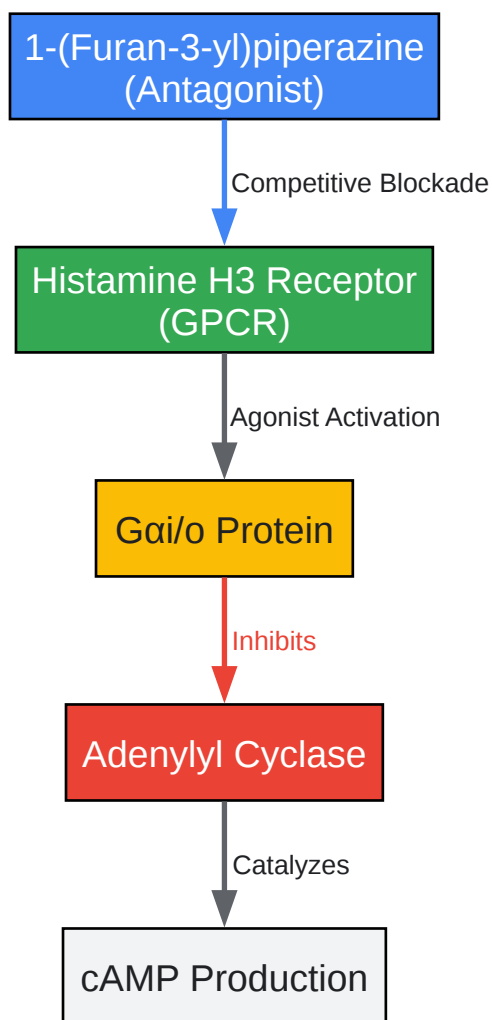 1-(Furan-3-yl)piperazine
(Antagonist)
Competitive Blockade
Histamine H3 Receptor
(GPCR)
Agonist Activation
Gαi/o Protein
Inhibits
Adenylyl Cyclase
Catalyzes
cAMP Production